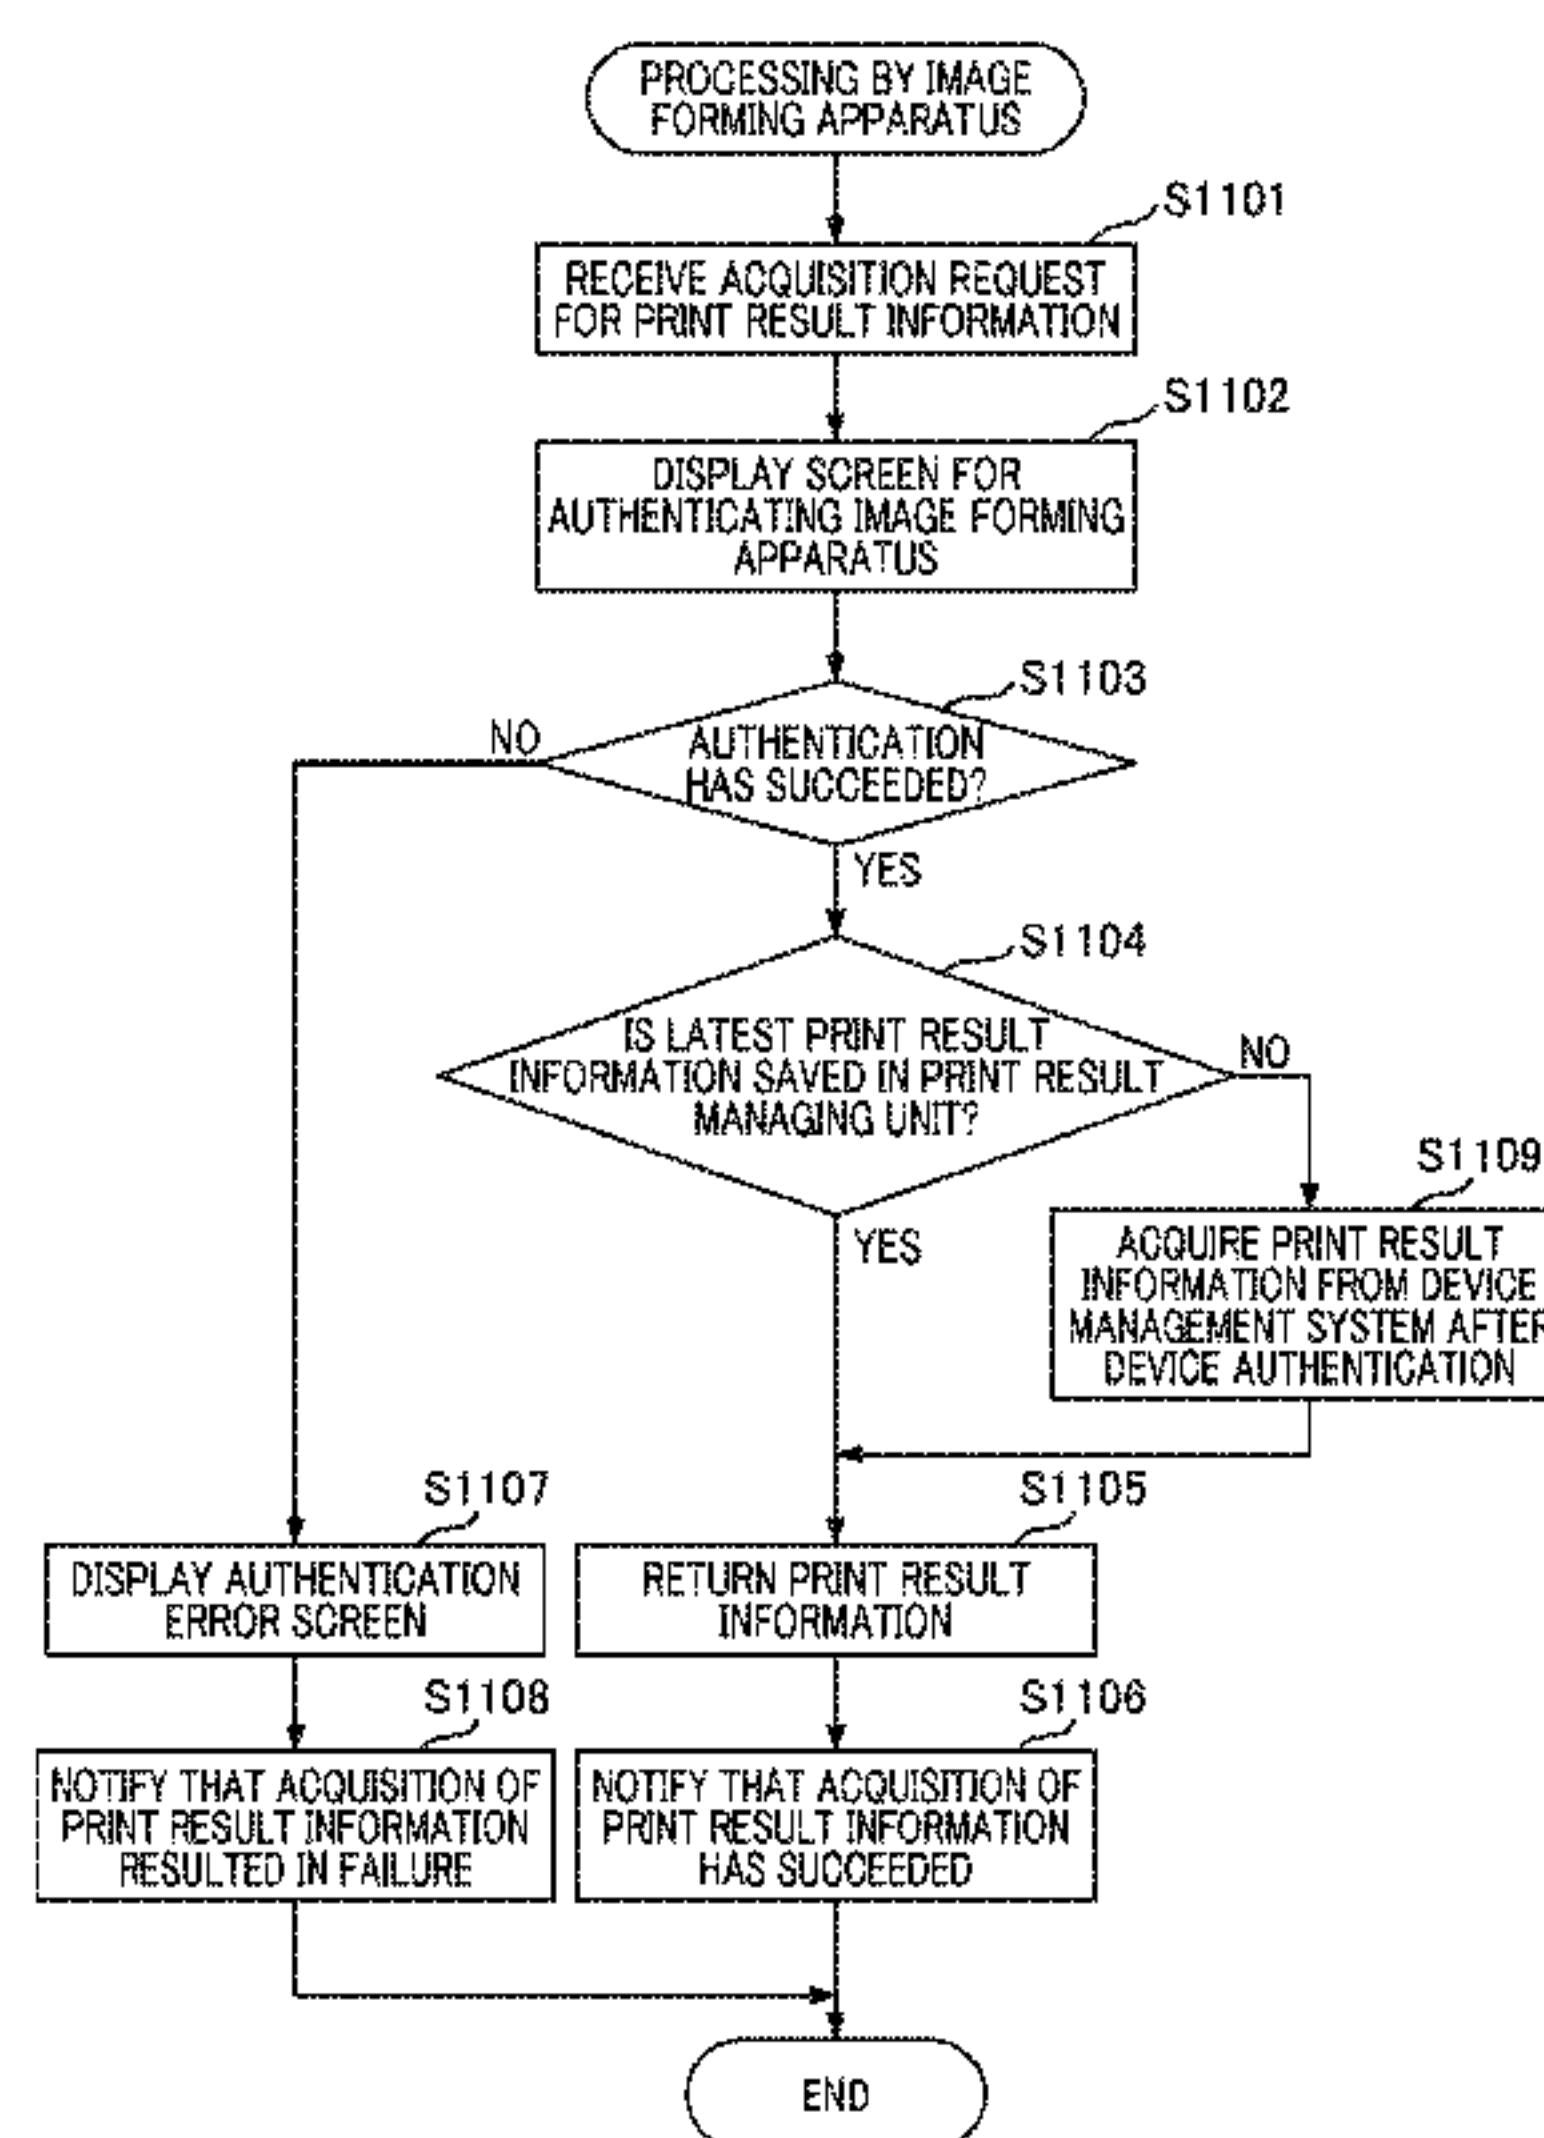 PROCESSING BY IMAGE
FORMING APPARATUS
S1101
RECEIVE ACQUISITION REQUEST
FOR PRINT RESULT INFORMATION
S1102
DISPLAY SCREEN FOR
AUTHENTICATING IMAGE FORMING
APPARATUS
S1103
NO
AUTHENTICATION
HAS SUCCEEDED?
YES
S1104
IS LATEST PRINT RESULT
INFORMATION SAVED IN PRINT RESULT
MANAGING UNIT?
NO
YES
S1109
ACQUIRE PRINT RESULT
INFORMATION FROM DEVICE
MANAGEMENT SYSTEM AFTER
DEVICE AUTHENTICATION
S1107
DISPLAY AUTHENTICATION
ERROR SCREEN
S1105
RETURN PRINT RESULT
INFORMATION
S1108
NOTIFY THAT ACQUISITION OF
PRINT RESULT INFORMATION
RESULTED IN FAILURE
S1106
NOTIFY THAT ACQUISITION OF
PRINT RESULT INFORMATION
HAS SUCCEEDED
END